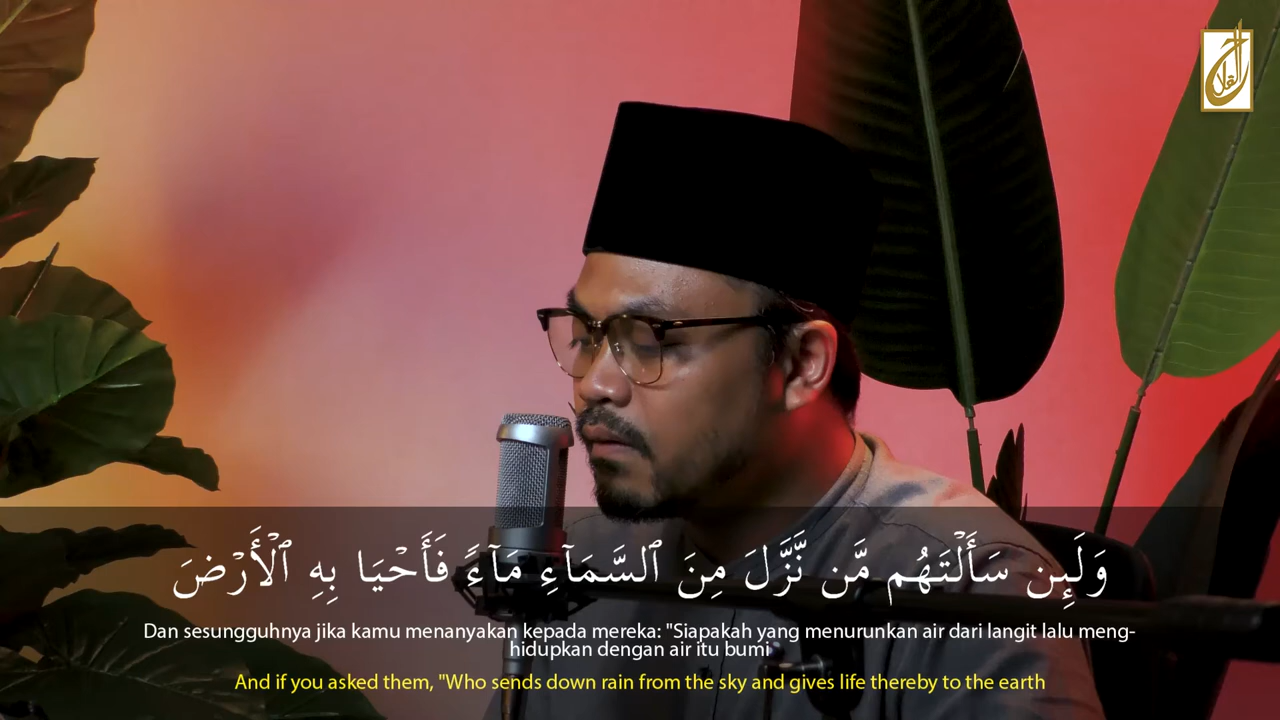 وَلَئِن سَأَلْتَهُم مَّن نَّزَّلَ مِنَ ٱلسَّمَآءِ مَآءً فَأَحْيَا بِهِ ٱلْأَرْضَ
Dan sesungguhnya jika kamu menanyakan kepada mereka: "Siapakah yang menurunkan air dari langit lalu meng-
hidupkan dengan air itu bumi
And if you asked them, "Who sends down rain from the sky and gives life thereby to the earth